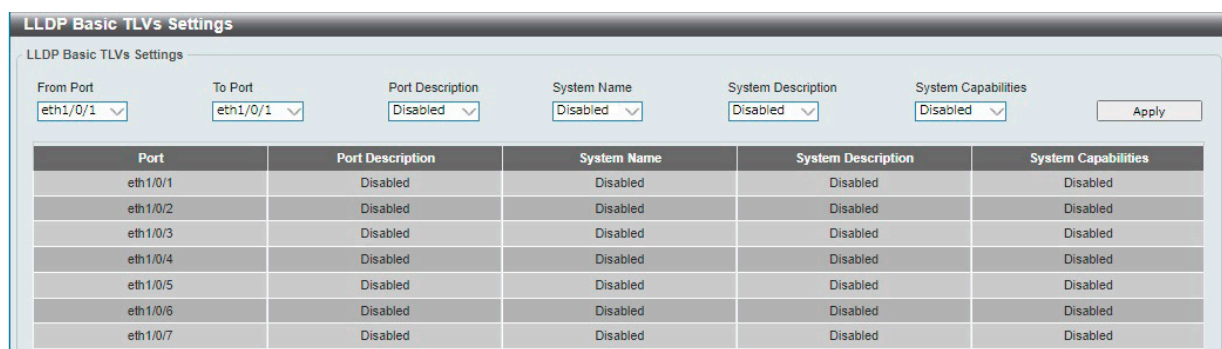 LLDP Basic TLVs Settings
LLDP Basic TLVs Settings
From Port To Port Port Description System Name System Description System Capabilities
eth1/0/1 eth1/0/1 Disabled Disabled Disabled Disabled Apply
Port Port Description System Name System Description System Capabilities
eth1/0/1 Disabled Disabled Disabled Disabled
eth1/0/2 Disabled Disabled Disabled Disabled
eth1/0/3 Disabled Disabled Disabled Disabled
eth1/0/4 Disabled Disabled Disabled Disabled
eth1/0/5 Disabled Disabled Disabled Disabled
eth1/0/6 Disabled Disabled Disabled Disabled
eth1/0/7 Disabled Disabled Disabled Disabled